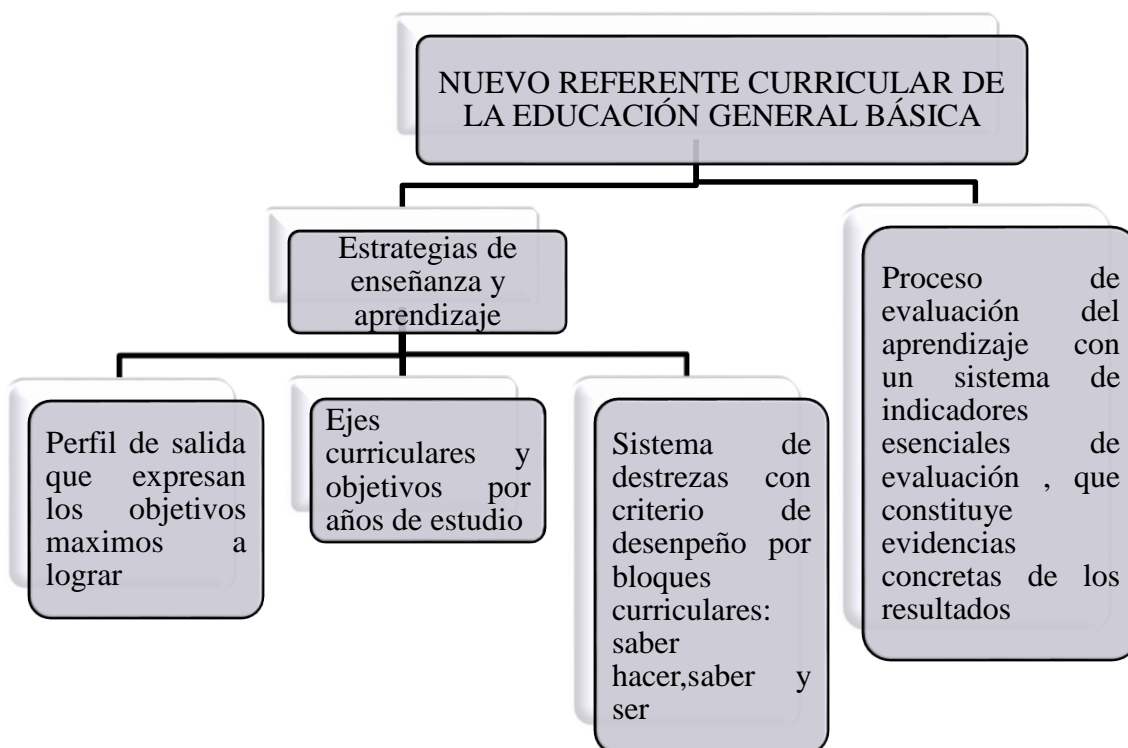 NUEVO REFERENTE CURRICULAR DE
LA EDUCACIÓN GENERAL BÁSICA
Estrategias de
enseñanza y
aprendizaje
Perfil de salida
que expresan
los objetivos
maximos a
lograr
Ejes
curriculares y
objetivos por
años de estudio
Sistema de
destrezas con
criterio de
desenpeño por
bloques
curriculares:
saber
hacer,saber y
ser
Proceso de
evaluación del
aprendizaje con
un sistema de
indicadores
esenciales de
evaluación , que
constituye
evidencias
concretas de los
resultados